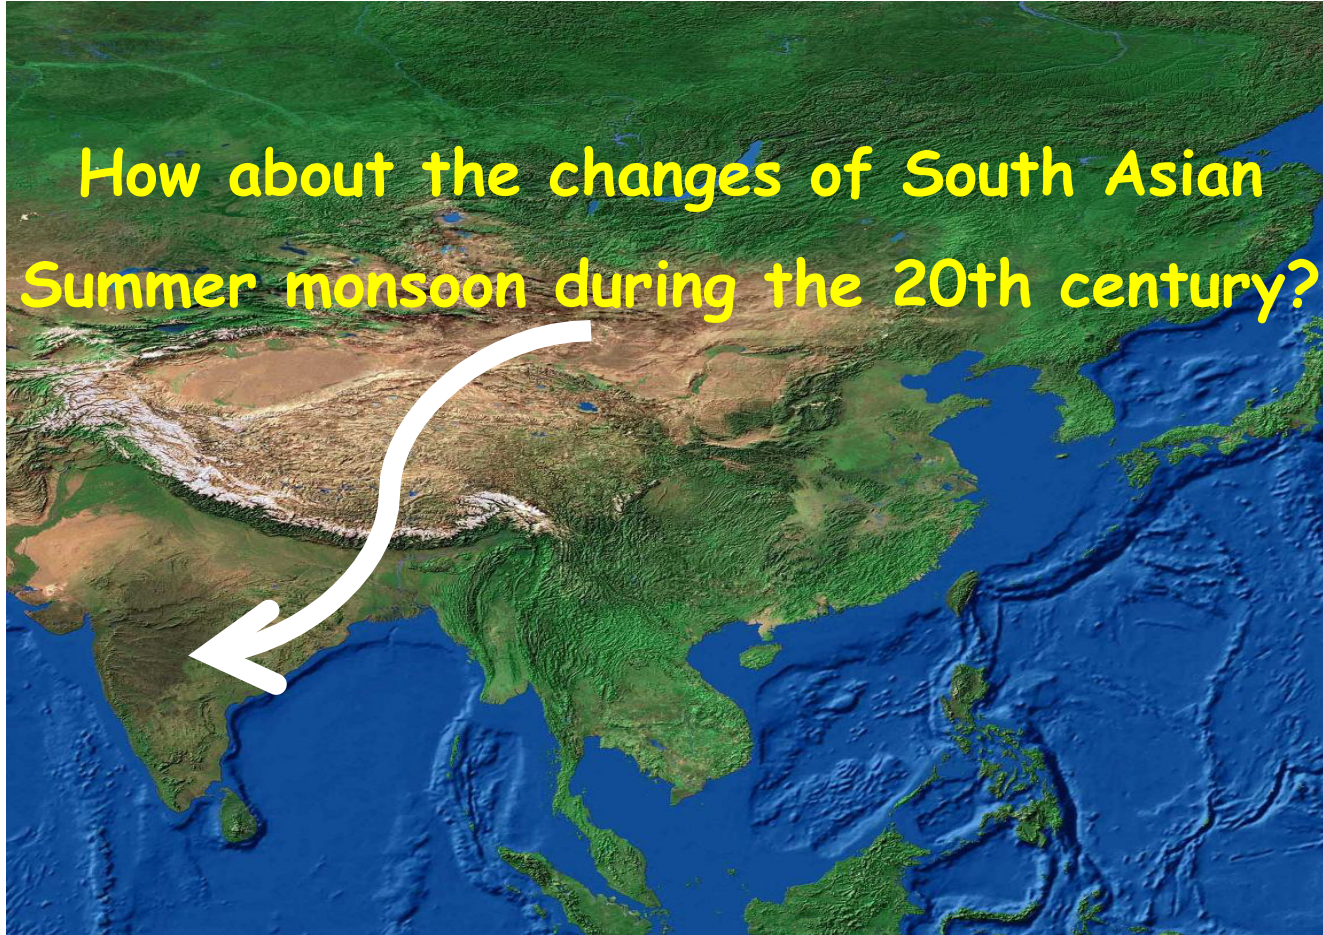 How about the changes of South Asian
Summer monsoon during the 20th century?